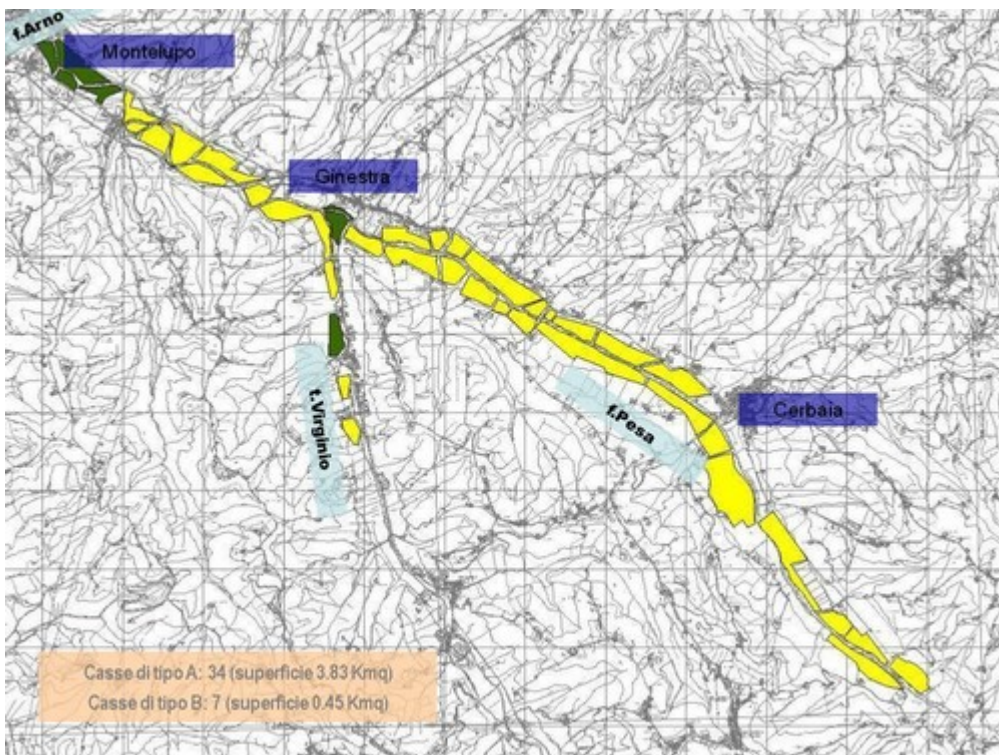 f.Arno
Montelupo
Ginestra
Cerbaia
t.Virginio
f.Pesa
Casse di tipo A: 34 (superficie 3.83 Kmq)
Casse di tipo B: 7 (superficie 0.45 Kmq)